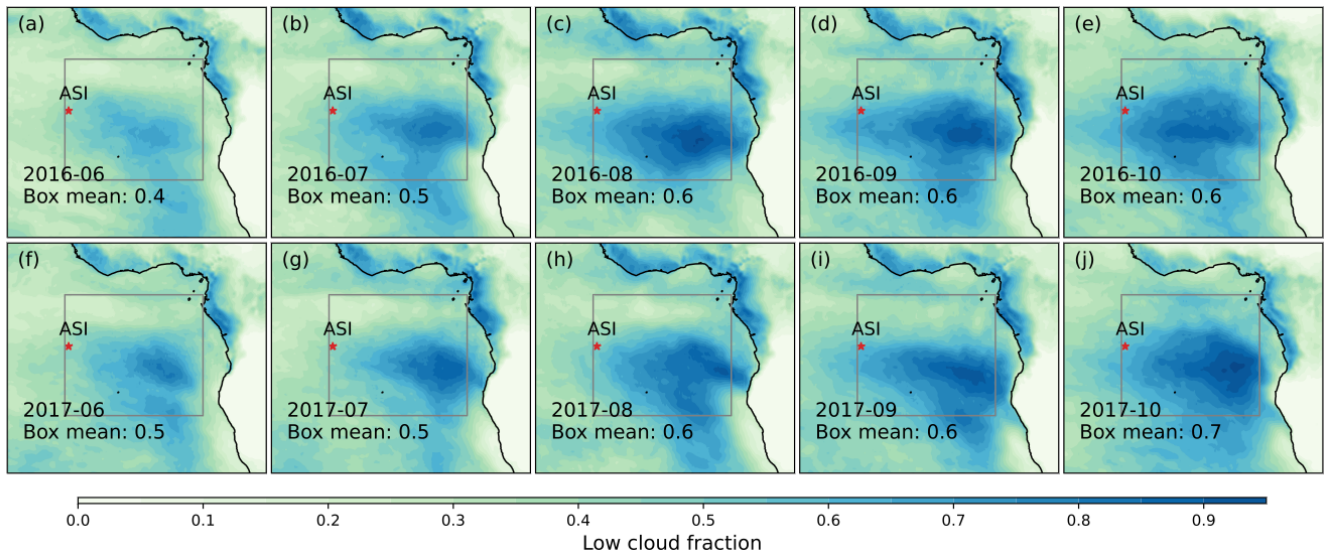 (a)
ASI
2016-06
Box mean: 0.4
(b)
ASI
2016-07
Box mean: 0.5
(c)
ASI
2016-08
Box mean: 0.6
(d)
ASI
2016-09
Box mean: 0.6
(e)
ASI
2016-10
Box mean: 0.6
(f)
ASI
2017-06
Box mean: 0.5
(g)
ASI
2017-07
Box mean: 0.5
(h)
ASI
2017-08
Box mean: 0.6
(i)
ASI
2017-09
Box mean: 0.6
(j)
ASI
2017-10
Box mean: 0.7
0.0 0.1 0.2 0.3 0.4 0.5 0.6 0.7 0.8 0.9
Low cloud fraction